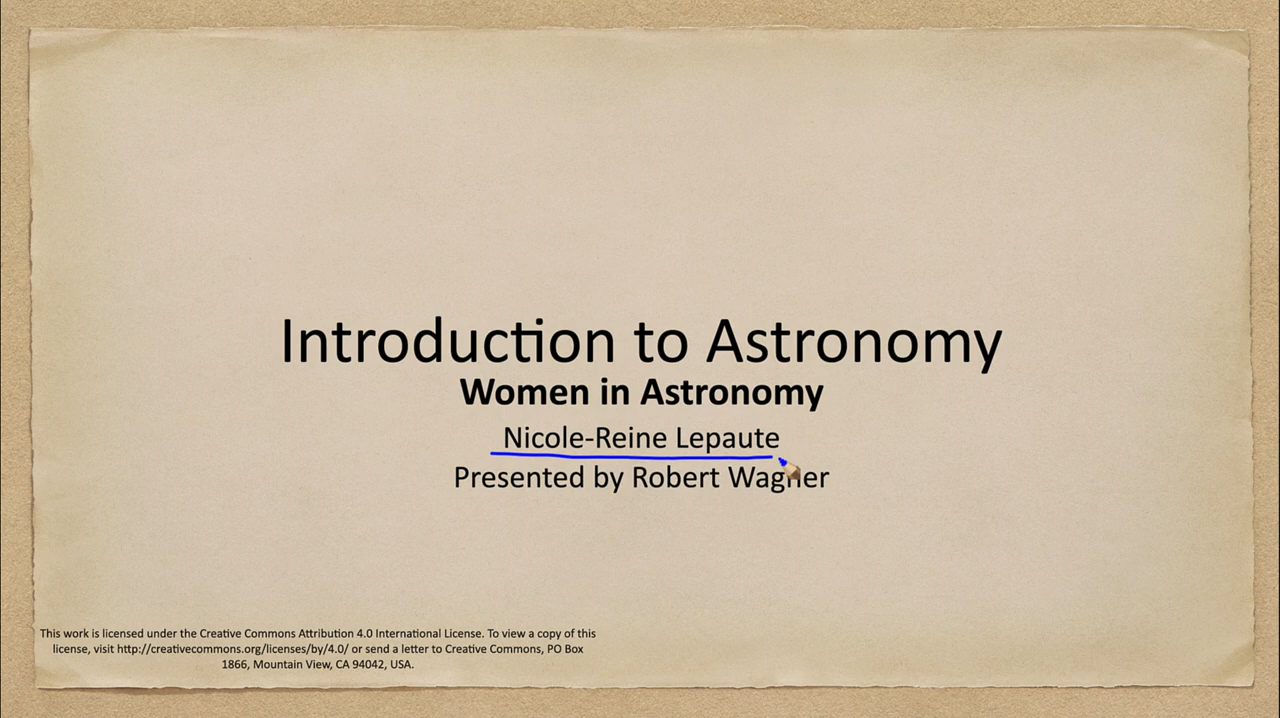 Introduction to Astronomy
Women in Astronomy
Nicole-Reine Lepaute
Presented by Robert Wagner
This work is licensed under the Creative Commons Attribution 4.0 International License. To view a copy of this
license, visit http://creativecommons.org/licenses/by/4.0/ or send a letter to Creative Commons, PO Box
1866, Mountain View, CA 94042, USA.